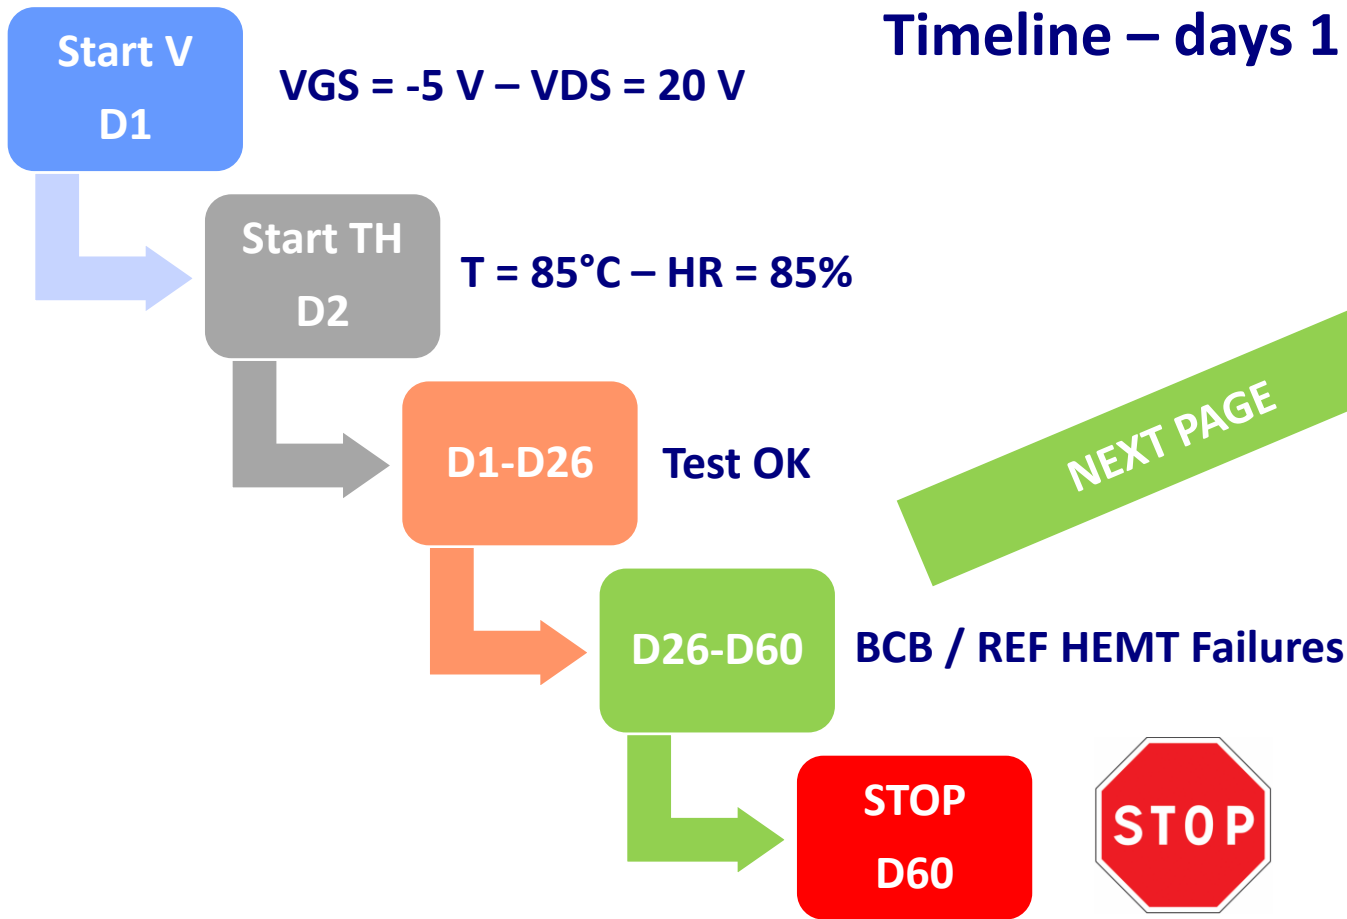 Timeline – days 1
Start V
D1
VGS = -5 V – VDS = 20 V
Start TH
D2
T = 85°C – HR = 85%
D1-D26
Test OK
NEXT PAGE
D26-D60
BCB / REF HEMT Failures
STOP
D60
STOP